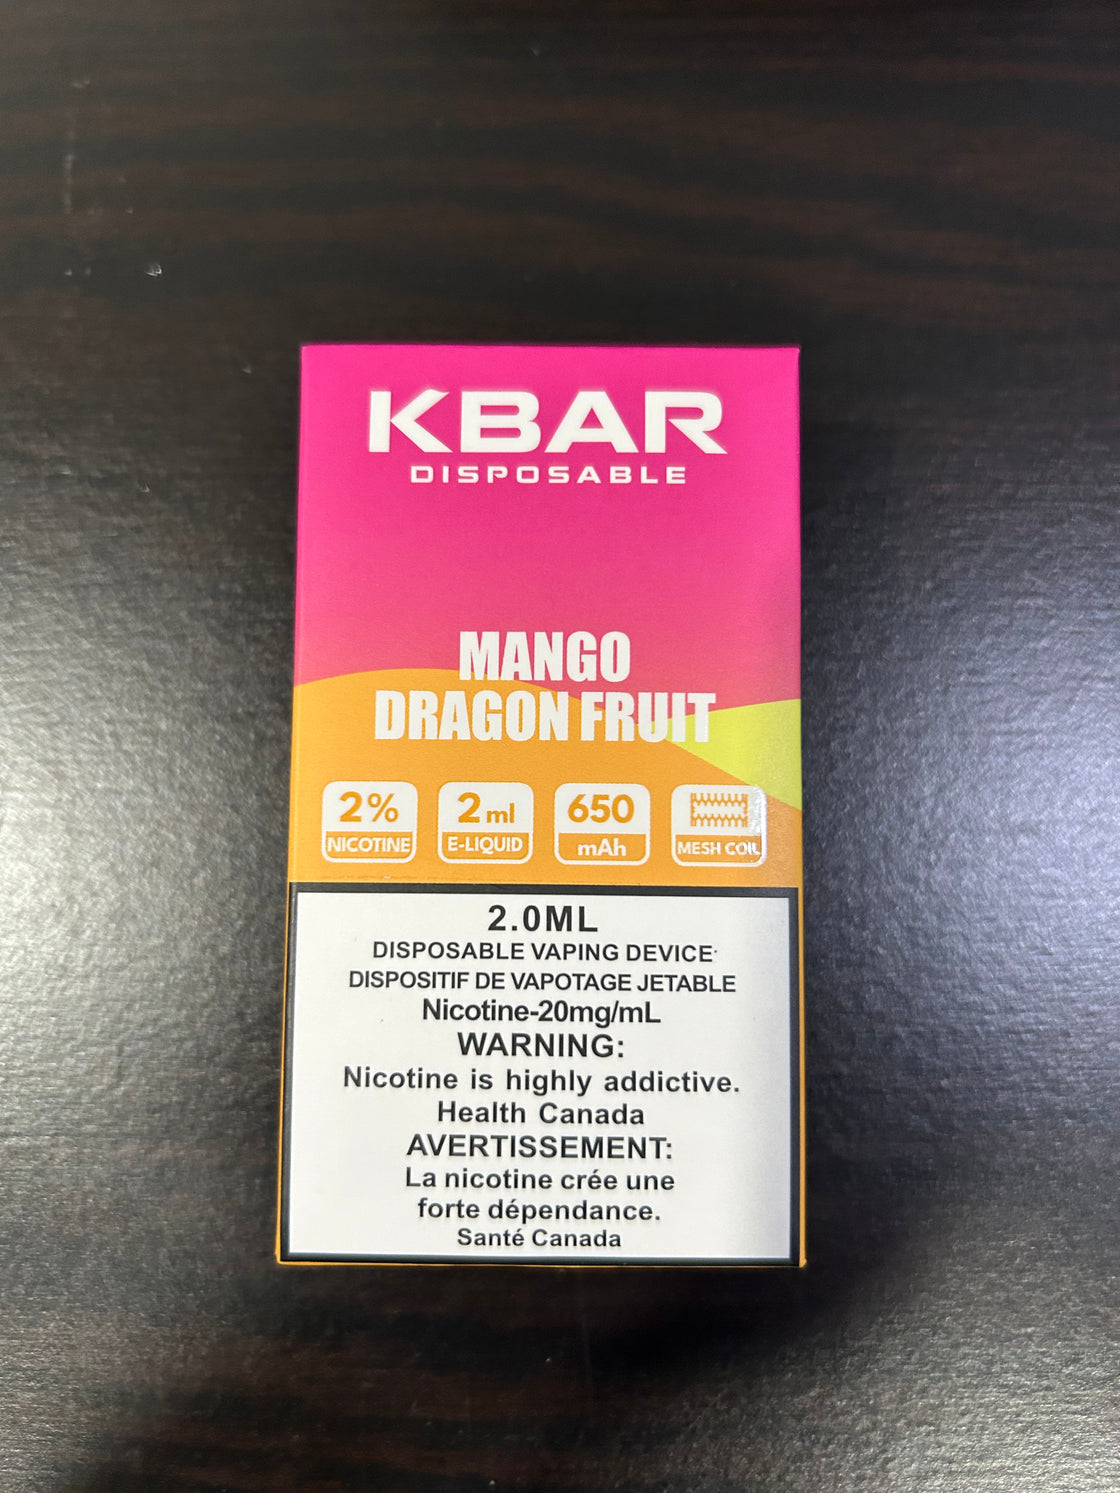 KBAR
DISPOSABLE
MANGO
DRAGON FRUIT
2% 2 ml 650
NICOTINE E-LIQUID mAh MESH COIL
2.0ML
DISPOSABLE VAPING DEVICE
DISPOSITIF DE VAPOTAGE JETABLE
Nicotine-20mg/mL
WARNING:
Nicotine is highly addictive.
Health Canada
AVERTISSEMENT:
La nicotine crée une
forte dépendance.
Santé Canada